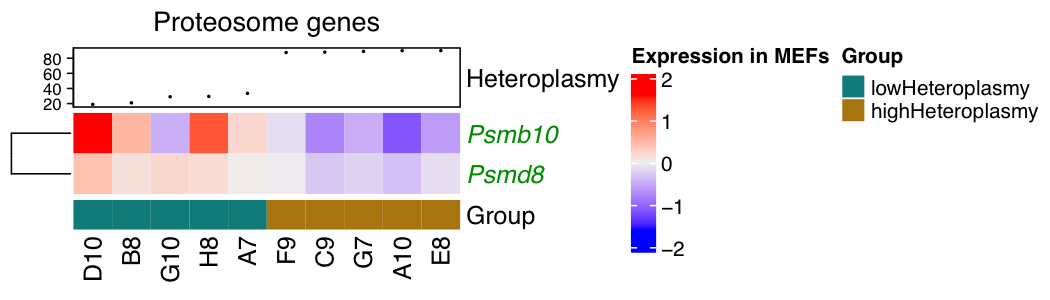 Proteosome genes
80
60
40
20
Heteroplasmy
Psmb10
Psmd8
Group
D10 B8 G10 H8 A7 F9 C9 G7 A10 E8
Expression in MEFs
2
1
0
−1
−2
Group
lowHeteroplasmy
highHeteroplasmy